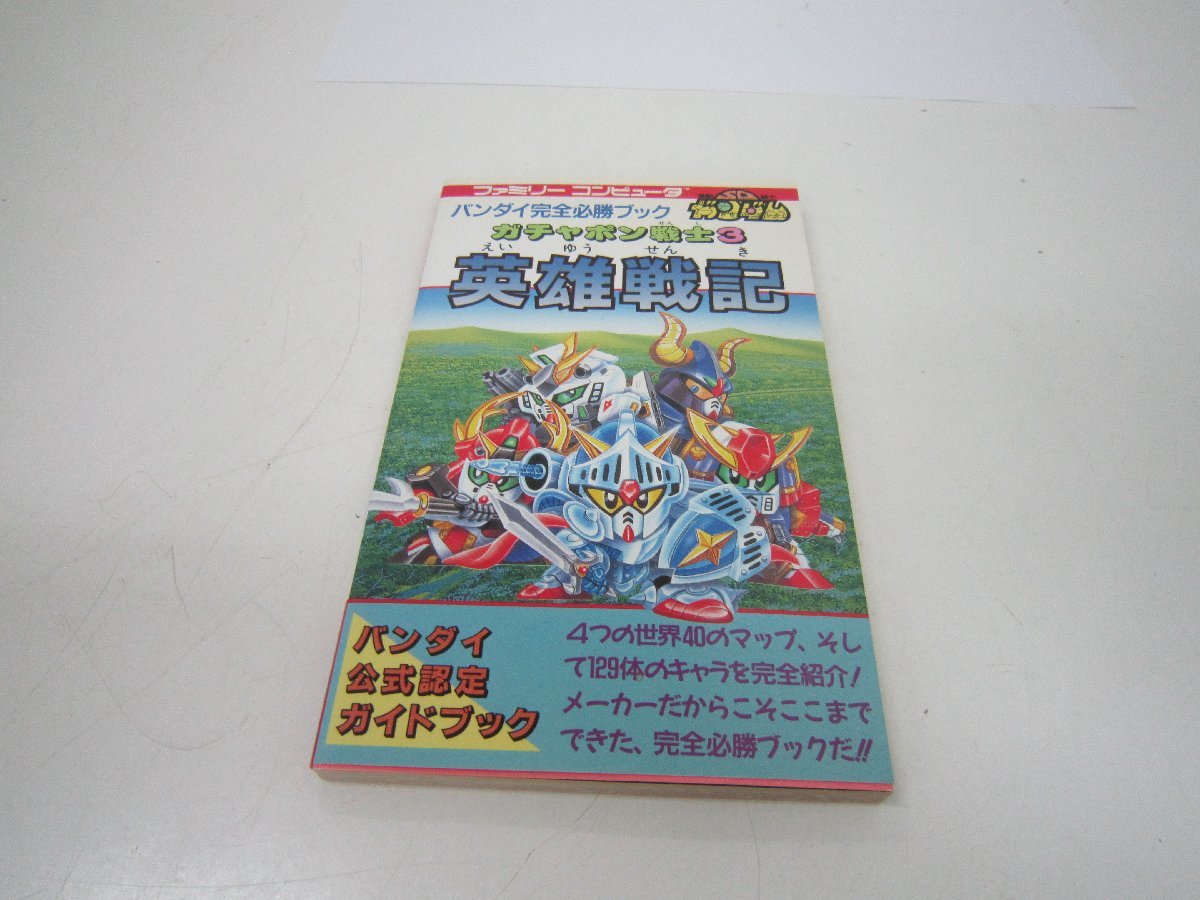 ファミリー コンピュータ
SD
ガンダム
バンダイ完全必勝ブック
ガチャポン戦士3
えい ゆう せん き
英雄戦記
バンダイ
公式認定
ガイドブック
4つの世界40のマップ、そし
て129体のキャラを完全紹介!
メーカーだからこそここまで
できた、完全必勝ブックだ!!